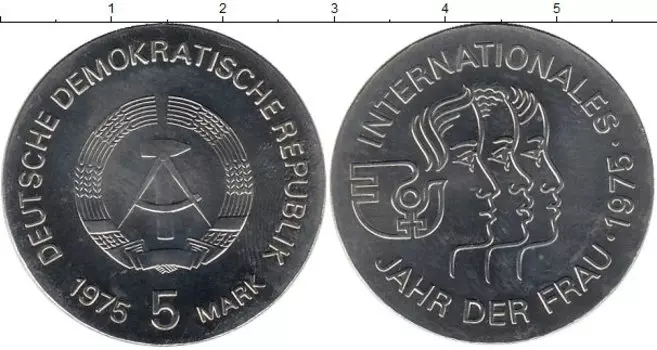 1 2 3 4 5
DEUTSCHE DEMOKRATISCHE REPUBLIK
1975 5 MARK
INTERNATIONALES
JAHR DER FRAU · 1975 ·